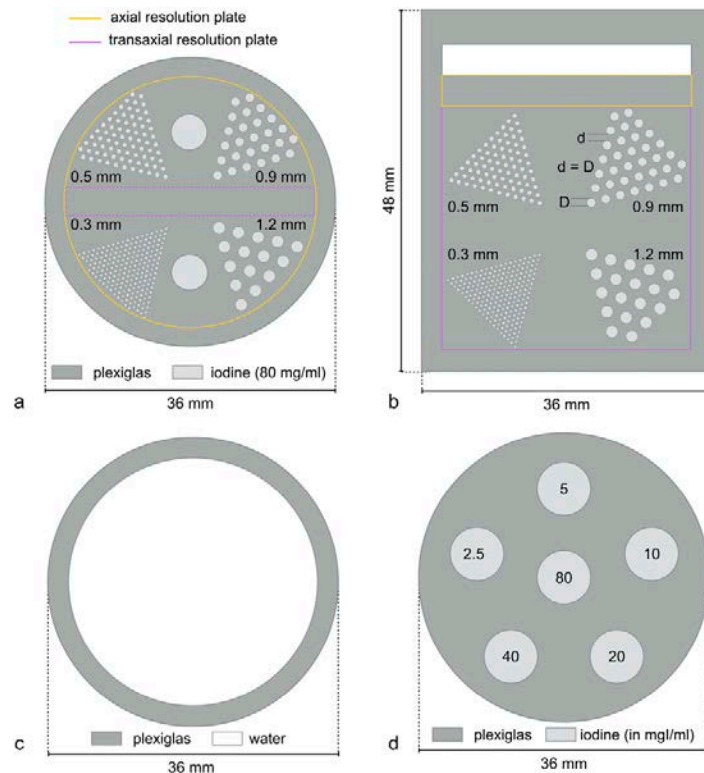 axial resolution plate
transaxial resolution plate
0.5 mm
0.9 mm
0.3 mm
1.2 mm
plexiglas
iodine (80 mg/ml)
a
36 mm
48 mm
d
d = D
D
0.5 mm
0.9 mm
0.3 mm
1.2 mm
b
36 mm
plexiglas
water
c
36 mm
5
2.5
10
80
40
20
plexiglas
iodine (in mgl/ml)
d
36 mm